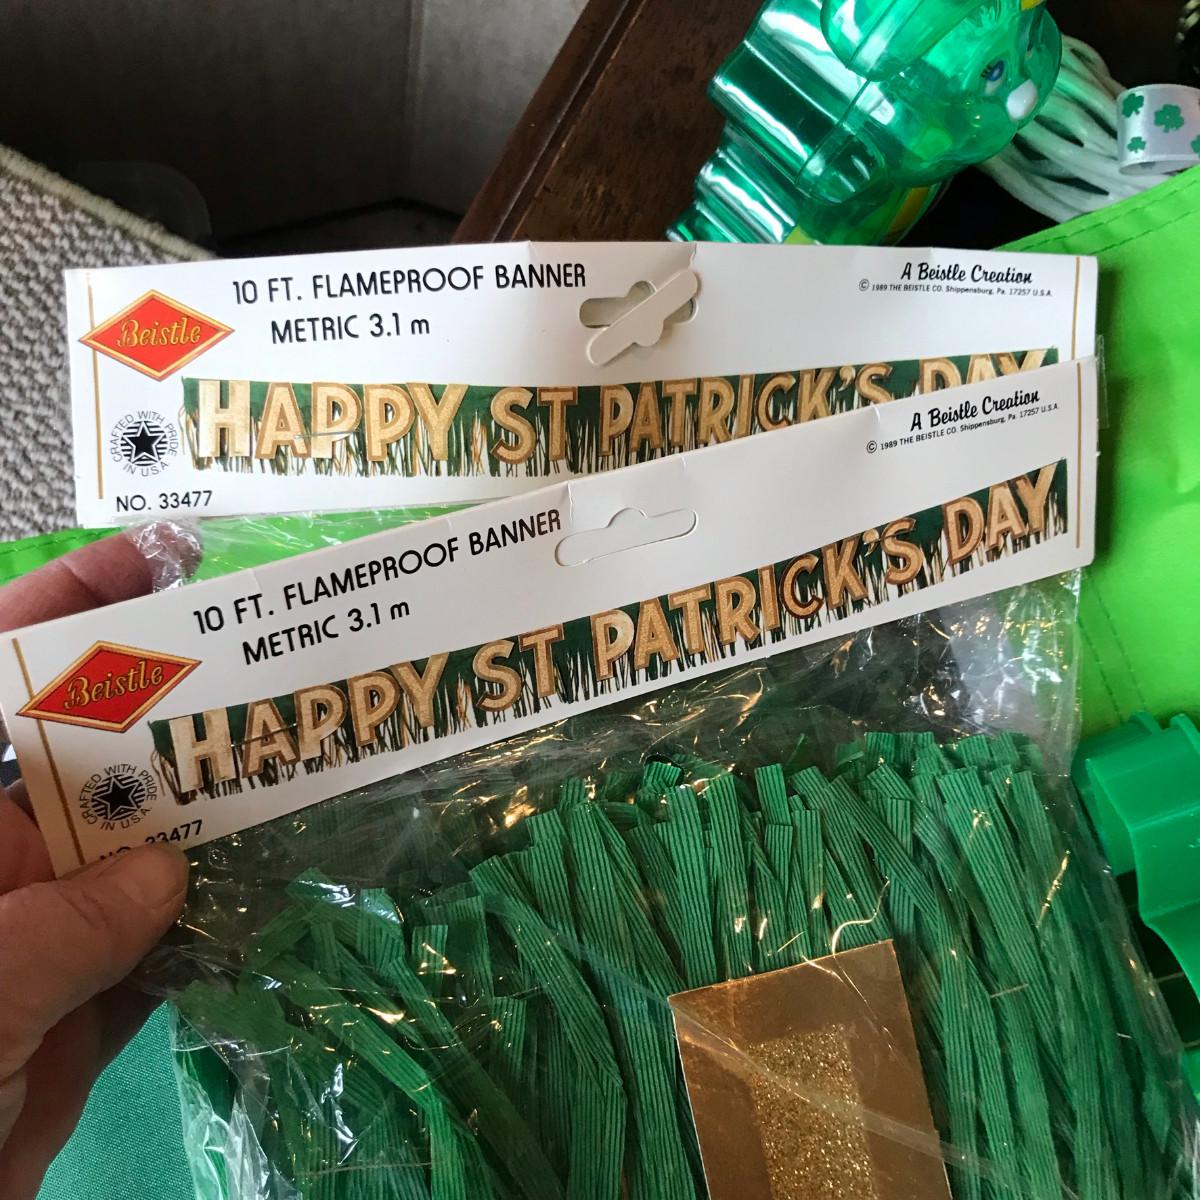 10 FT. FLAMEPROOF BANNER
METRIC 3.1 m
A Beistle Creation
© 1989 THE BEISTLE CO. Shippensburg, Pa. 17257 U.S.A.
Beistle
HAPPY ST PATRICK'S DAY
CRAFTED WITH PRIDE
IN U.S.A.
NO. 33477
10 FT. FLAMEPROOF BANNER
METRIC 3.1 m
A Beistle Creation
© 1989 THE BEISTLE CO. Shippensburg, Pa. 17257 U.S.A.
Beistle
HAPPY ST PATRICK'S DAY
CRAFTED WITH PRIDE
IN U.S.A.
NO. 33477